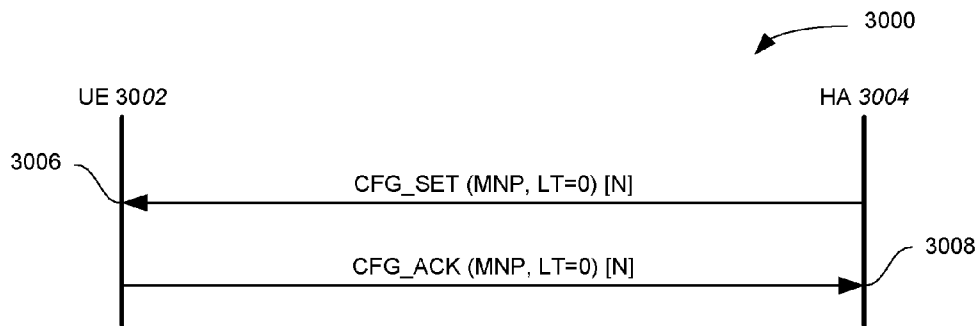 3000
UE 3002
HA 3004
3006
CFG_SET (MNP, LT=0) [N]
CFG_ACK (MNP, LT=0) [N]
3008